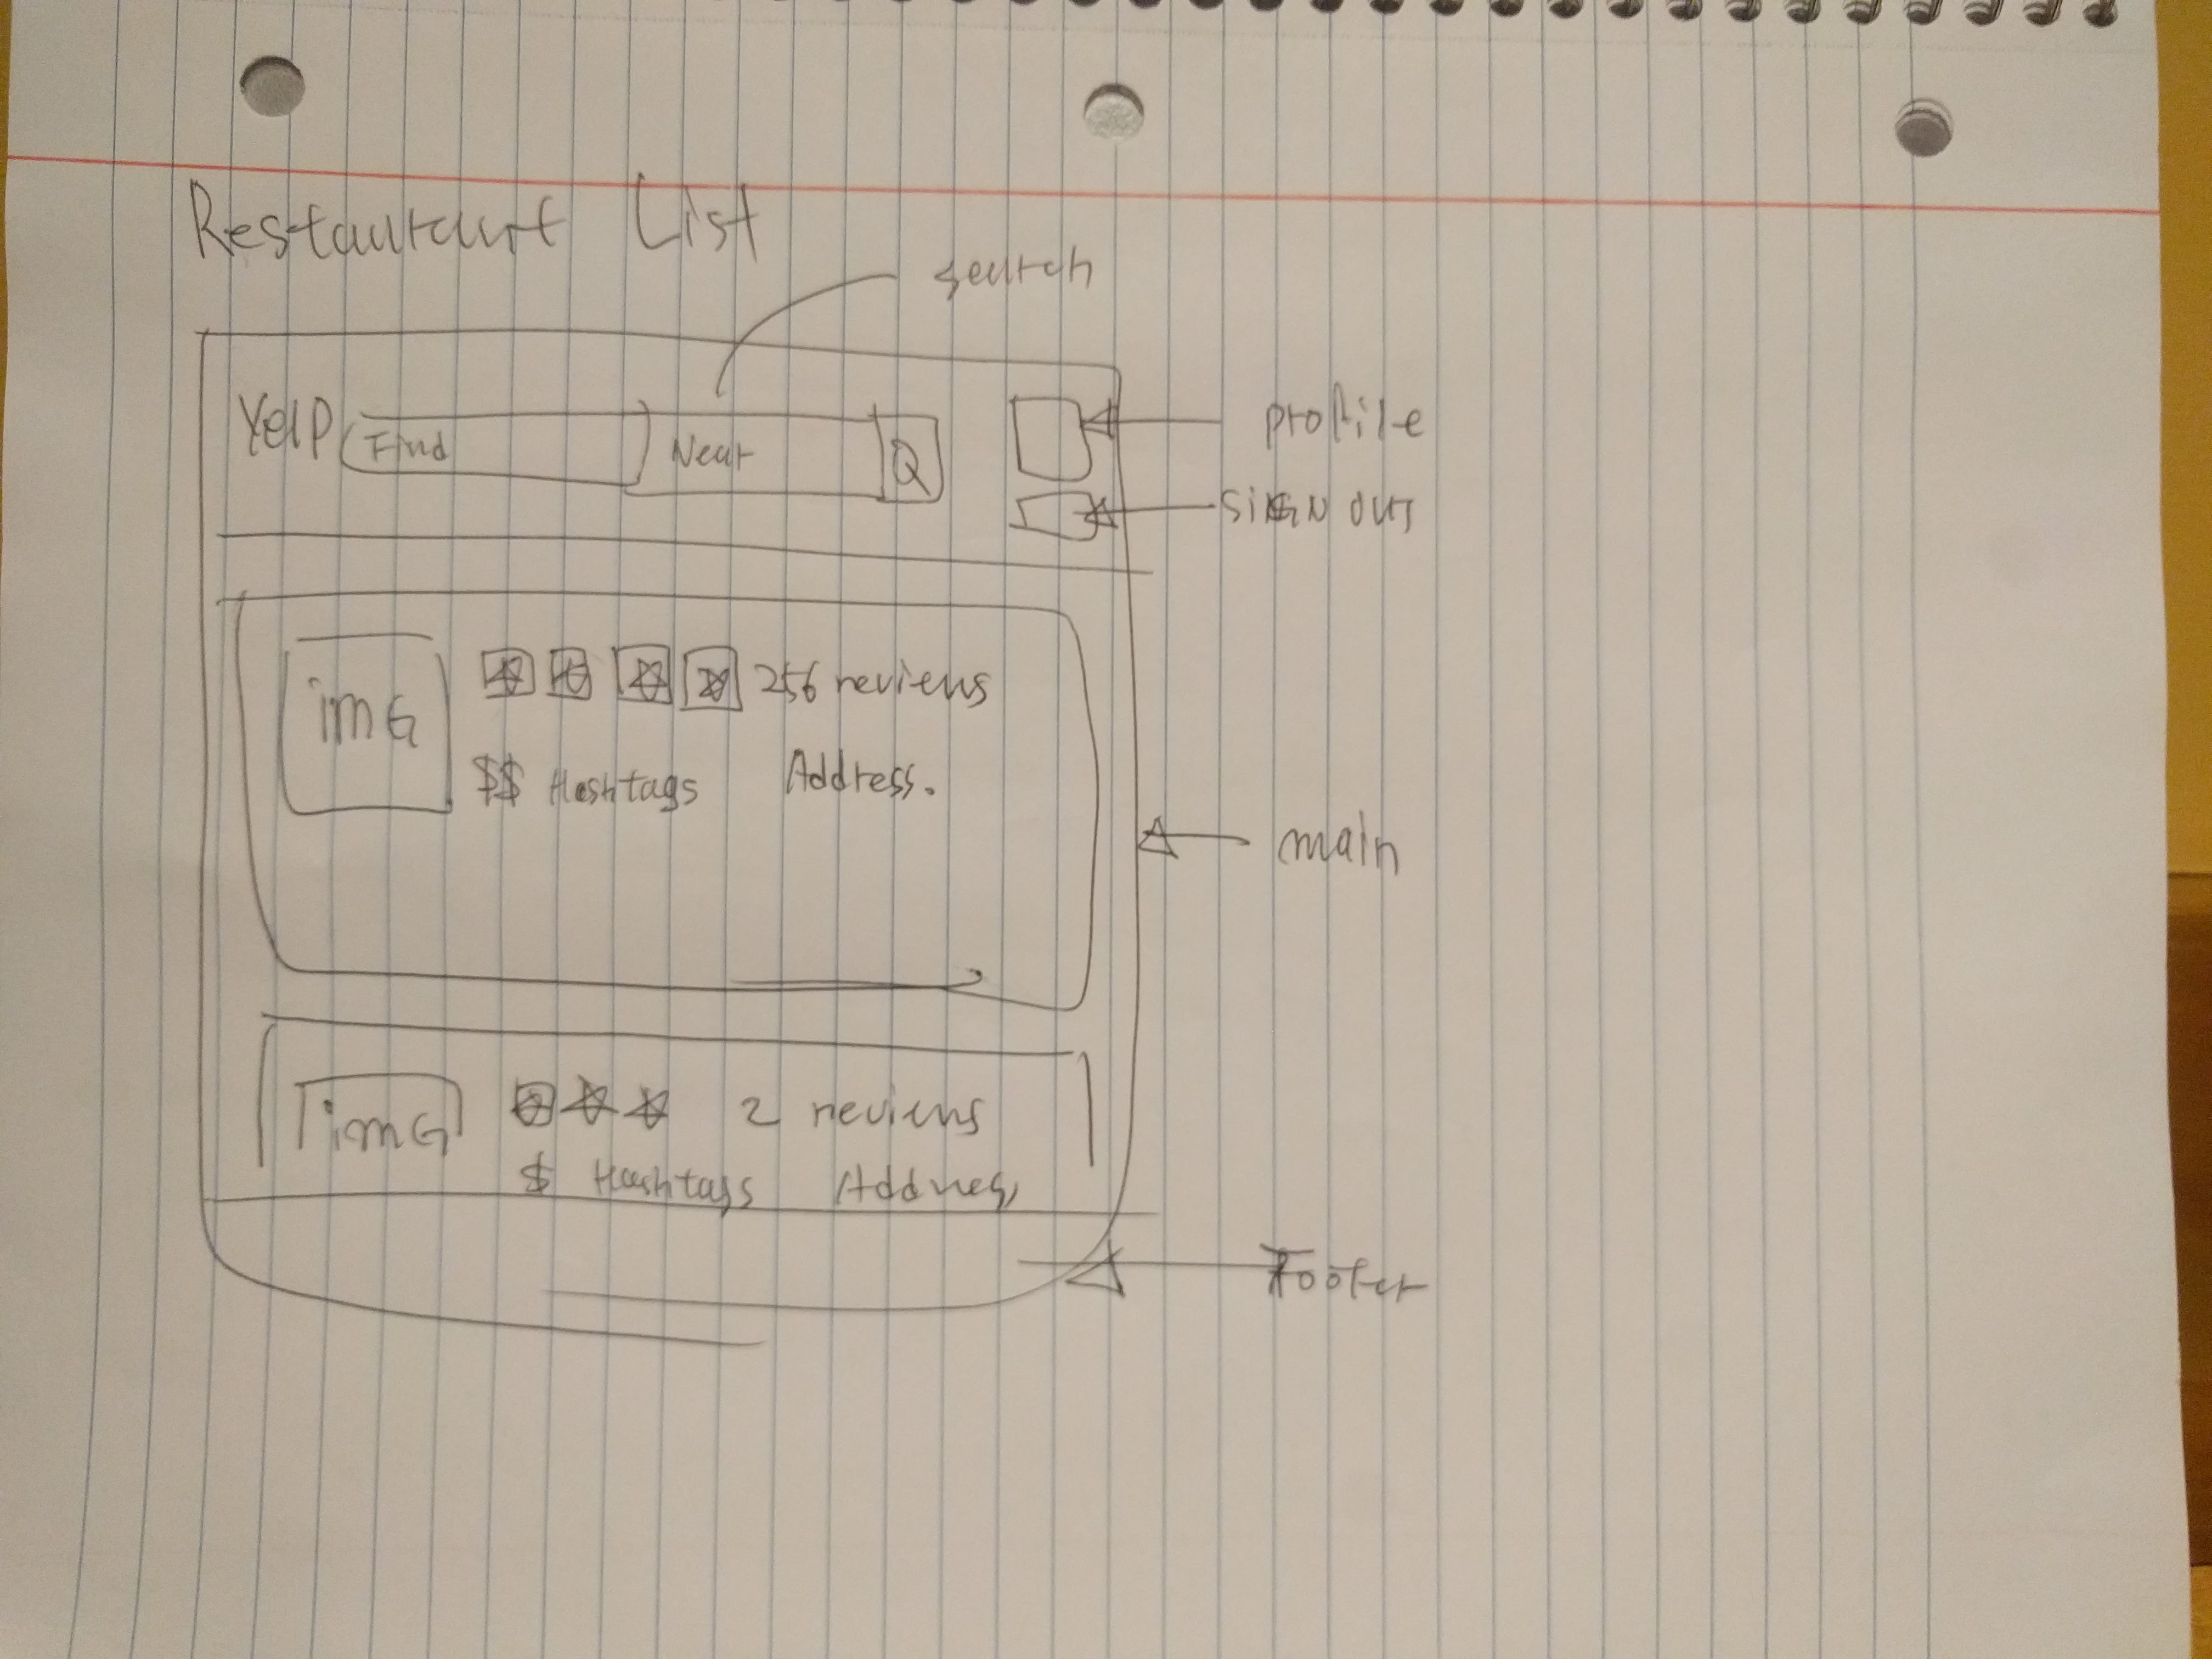 Restaurant List
search
Yelp Find Near Q
profile
SIGN OUT
imG
256 reviews
$$ Hashtags Address.
main
imG
2 reviews
$ Hashtags Address
Footer